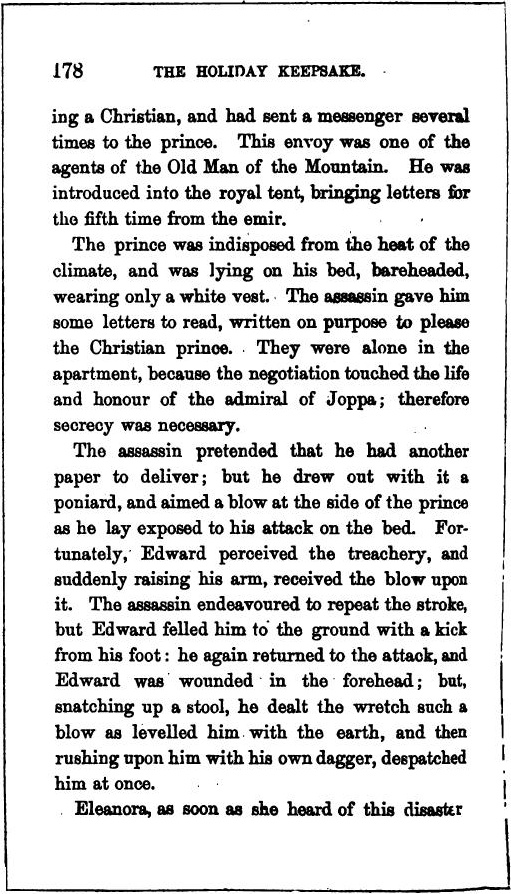 178 THE HOLIDAY KEEPSAKE.
ing a Christian, and had sent a messenger several
times to the prince. This envoy was one of the
agents of the Old Man of the Mountain. He was
introduced into the royal tent, bringing letters for
the fifth time from the emir.
The prince was indisposed from the heat of the
climate, and was lying on his bed, bareheaded,
wearing only a white vest. The assassin gave him
some letters to read, written on purpose to please
the Christian prince. They were alone in the
apartment, because the negotiation touched the life
and honour of the admiral of Joppa; therefore
secrecy was necessary.
The assassin pretended that he had another
paper to deliver; but he drew out with it a
poniard, and aimed a blow at the side of the prince
as he lay exposed to his attack on the bed. For-
tunately, Edward perceived the treachery, and
suddenly raising his arm, received the blow upon
it. The assassin endeavoured to repeat the stroke,
but Edward felled him to the ground with a kick
from his foot: he again returned to the attack, and
Edward was wounded in the forehead; but,
snatching up a stool, he dealt the wretch such a
blow as levelled him with the earth, and then
rushing upon him with his own dagger, despatched
him at once.
Eleanora, as soon as she heard of this disaster